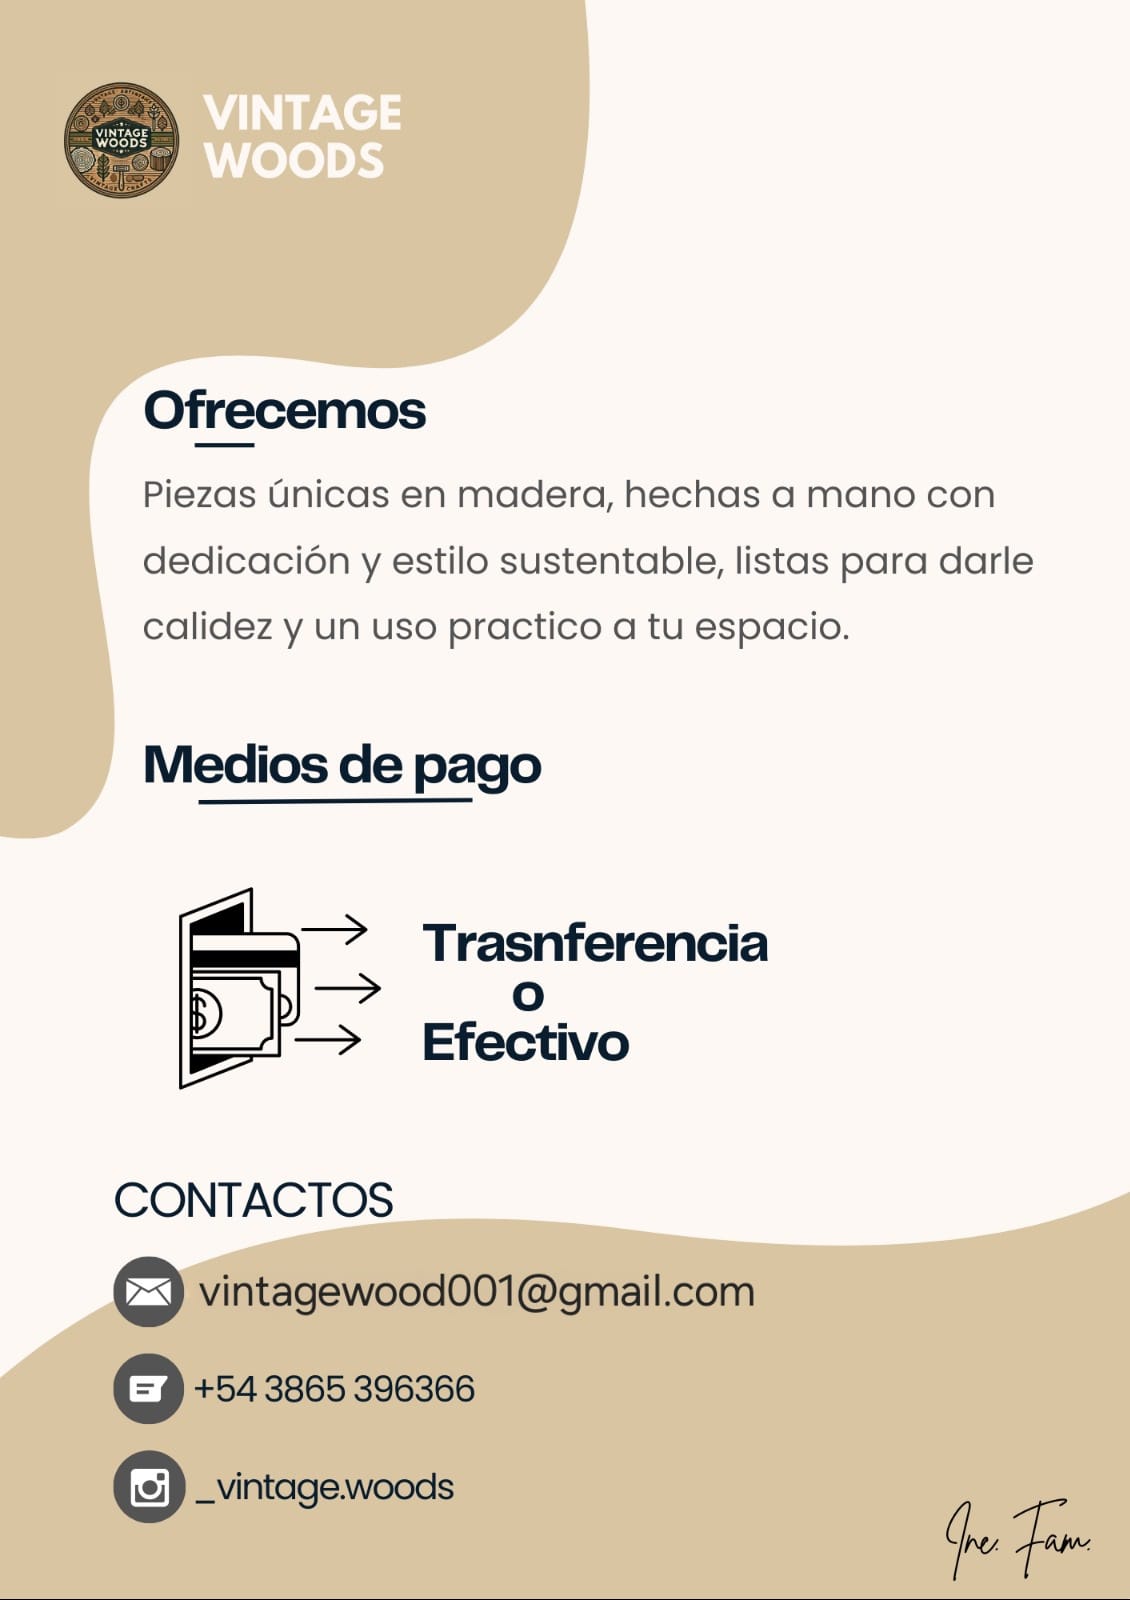 VINTAGE
WOODS
VINTAGE
WOODS
VINTAGE CRAFTS
Ofrecemos
Piezas únicas en madera, hechas a mano con
dedicación y estilo sustentable, listas para darle
calidez y un uso practico a tu espacio.
Medios de pago
$
Trasnferencia
o
Efectivo
CONTACTOS
vintagewood001@gmail.com
+54 3865 396366
_vintage.woods
Ine. Fam.